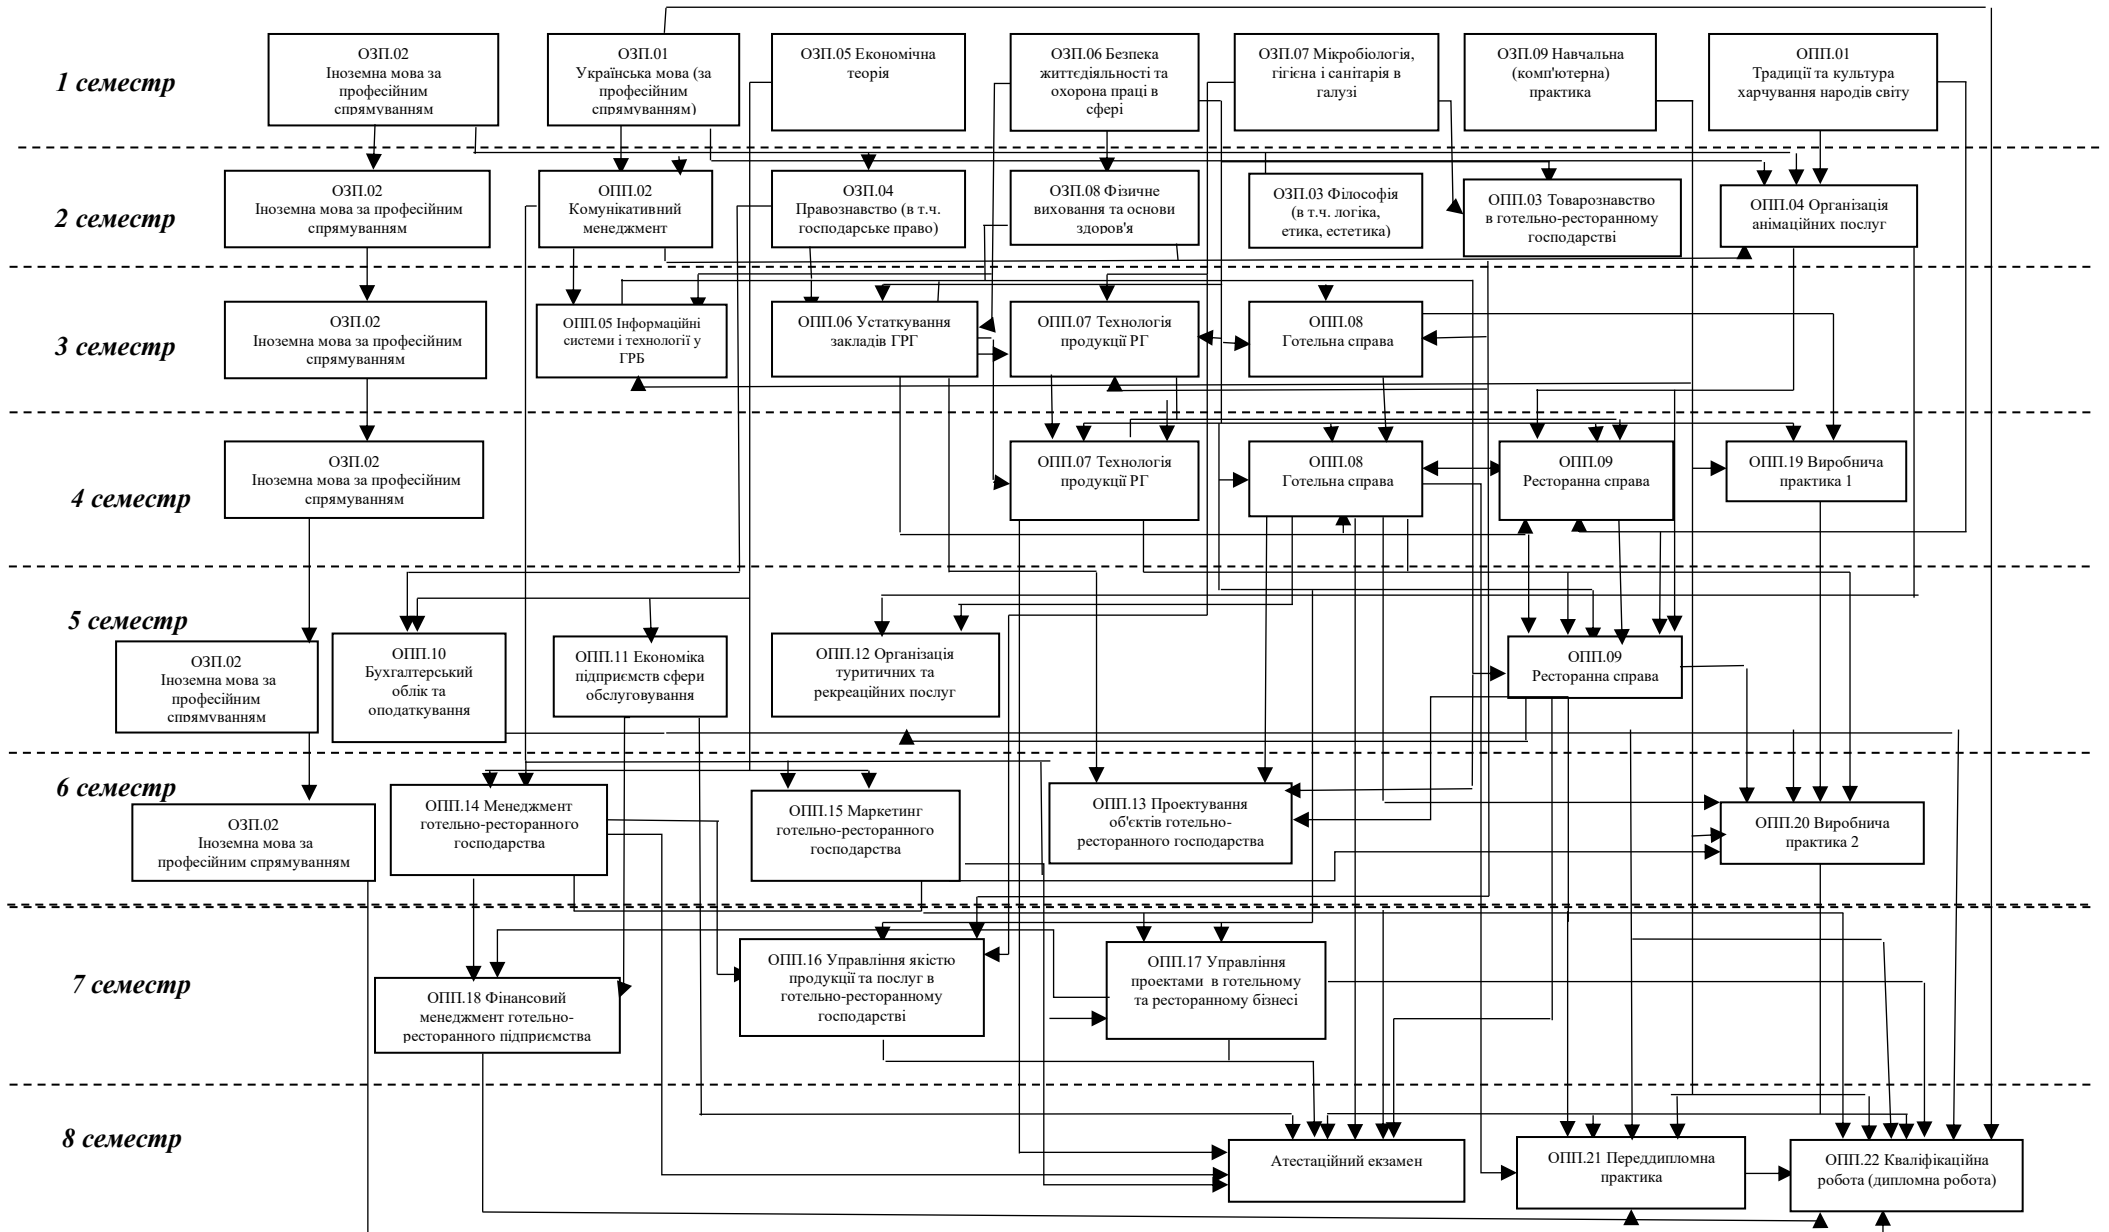 1 семестр
ОЗП.02
Іноземна мова за
професійним
спрямуванням
ОЗП.01
Українська мова (за
професійним
спрямуванням)
ОЗП.05 Економічна
теорія
ОЗП.06 Безпека
життєдіяльності та
охорона праці в
сфері
ОЗП.07 Мікробіологія,
гігієна і санітарія в
галузі
ОЗП.09 Навчальна
(комп'ютерна)
практика
ОПП.01
Традиції та культура
харчування народів світу
2 семестр
ОЗП.02
Іноземна мова за професійним
спрямуванням
ОПП.02
Комунікативний
менеджмент
ОЗП.04
Правознавство (в т.ч.
господарське право)
ОЗП.08 Фізичне
виховання та основи
здоров'я
ОЗП.03 Філософія
(в т.ч. логіка,
етика, естетика)
ОПП.03 Товарознавство
в готельно-ресторанному
господарстві
ОПП.04 Організація
анімаційних послуг
3 семестр
ОЗП.02
Іноземна мова за професійним
спрямуванням
ОПП.05 Інформаційні
системи і технології у
ГРБ
ОПП.06 Устаткування
закладів ГРГ
ОПП.07 Технологія
продукції РГ
ОПП.08
Готельна справа
4 семестр
ОЗП.02
Іноземна мова за професійним
спрямуванням
ОПП.07 Технологія
продукції РГ
ОПП.08
Готельна справа
ОПП.09
Ресторанна справа
ОПП.19 Виробнича
практика 1
5 семестр
ОЗП.02
Іноземна мова за
професійним
спрямуванням
ОПП.10
Бухгалтерський
облік та
оподаткування
ОПП.11 Економіка
підприємств сфери
обслуговування
ОПП.12 Організація
туритичних та
рекреаційних послуг
ОПП.09
Ресторанна справа
6 семестр
ОЗП.02
Іноземна мова за
професійним спрямуванням
ОПП.14 Менеджмент
готельно-ресторанного
господарства
ОПП.15 Маркетинг
готельно-ресторанного
господарства
ОПП.13 Проектування
об'єктів готельно-
ресторанного господарства
ОПП.20 Виробнича
практика 2
7 семестр
ОПП.18 Фінансовий
менеджмент готельно-
ресторанного підприємства
ОПП.16 Управління якістю
продукції та послуг в
готельно-ресторанному
господарстві
ОПП.17 Управління
проектами в готельному
та ресторанному бізнесі
8 семестр
Атестаційний екзамен
ОПП.21 Переддипломна
практика
ОПП.22 Кваліфікаційна
робота (дипломна робота)